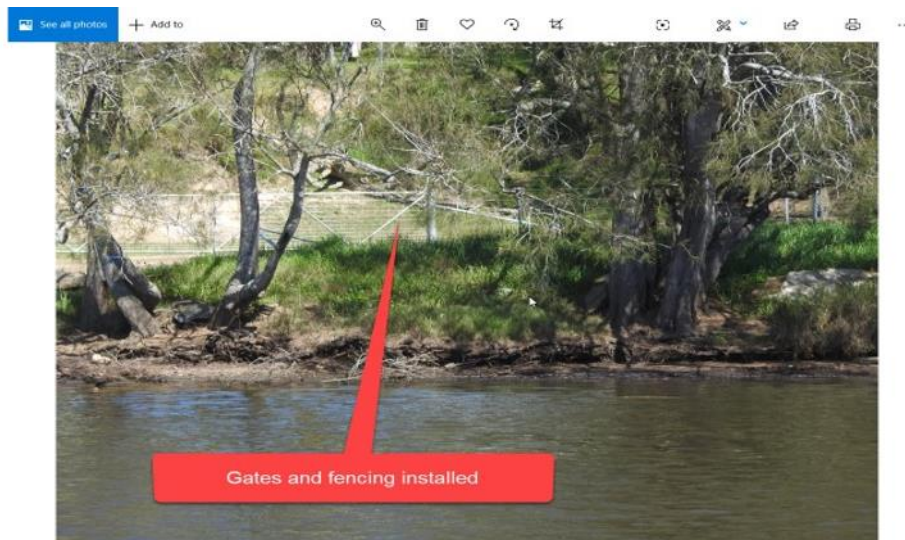 See all photos
Add to
Gates and fencing installed